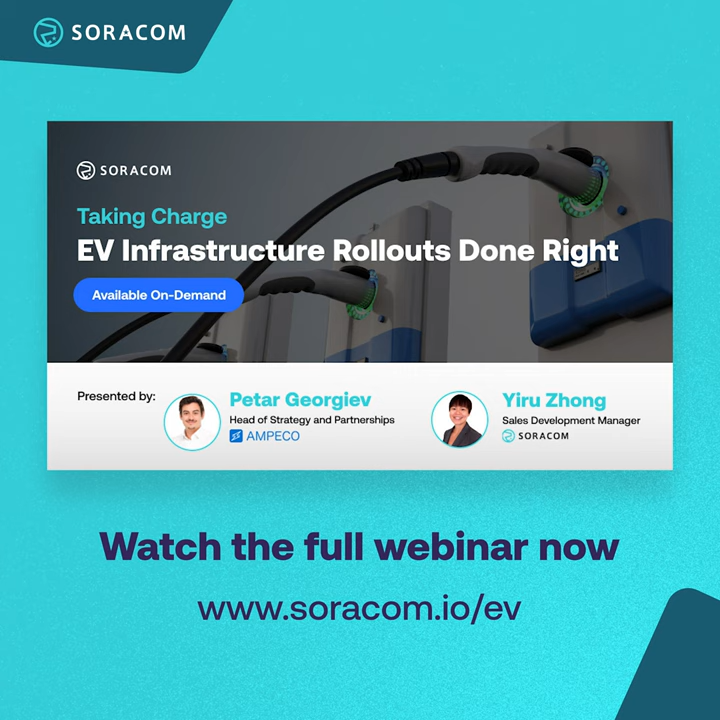 SORACOM
SORACOM
Taking Charge
EV Infrastructure Rollouts Done Right
Available On-Demand
Presented by:
Petar Georgiev
Head of Strategy and Partnerships
AMPECO
Yiru Zhong
Sales Development Manager
SORACOM
Watch the full webinar now
www.soracom.io/ev